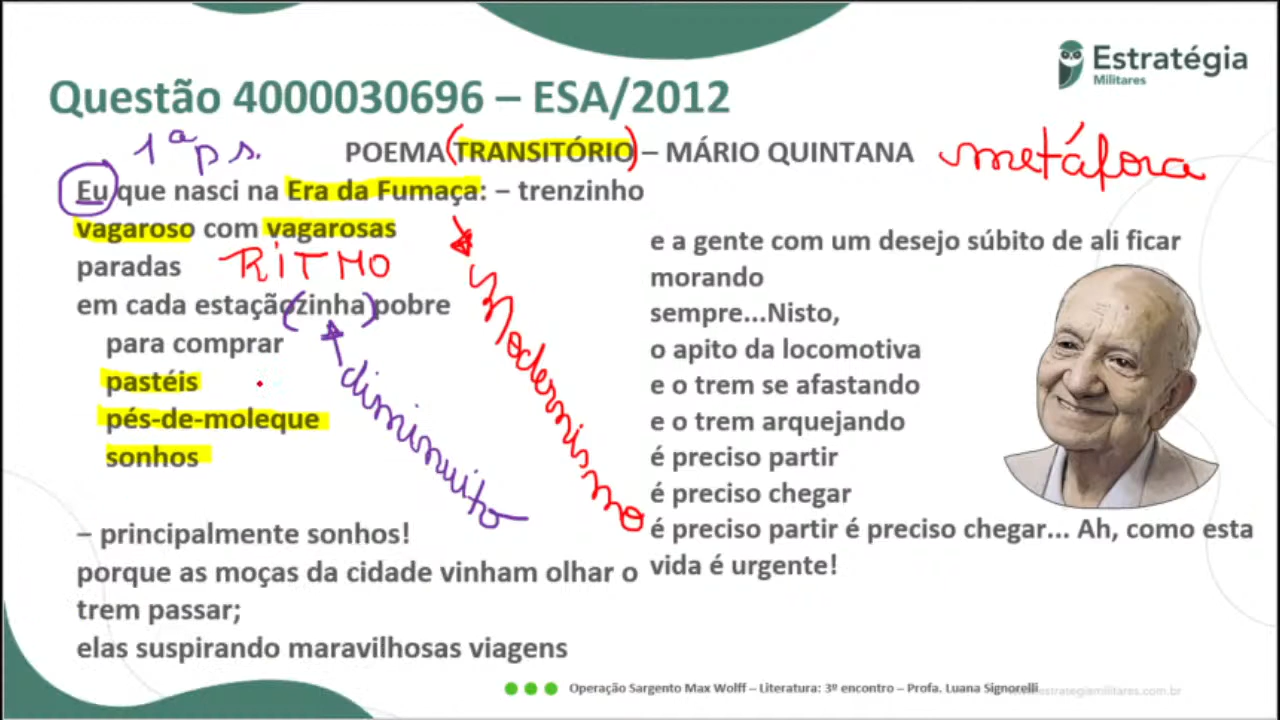 Estratégia
Militares
Questão 4000030696 – ESA/2012
1ª p s.
POEMA (TRANSITÓRIO) – MÁRIO QUINTANA
metáfora
Eu que nasci na Era da Fumaça: – trenzinho
vagaroso com vagarosas
paradas
RITMO
em cada estaçãozinha pobre
para comprar
pastéis
pés-de-moleque
sonhos
diminuito
Modernismo
– principalmente sonhos!
porque as moças da cidade vinham olhar o
trem passar;
elas suspirando maravilhosas viagens
e a gente com um desejo súbito de ali ficar
morando
sempre...Nisto,
o apito da locomotiva
e o trem se afastando
e o trem arquejando
é preciso partir
é preciso chegar
é preciso partir é preciso chegar... Ah, como esta
vida é urgente!
Operação Sargento Max Wolff – Literatura: 3º encontro – Profa. Luana Signorelli
estrategiamilitares.com.br